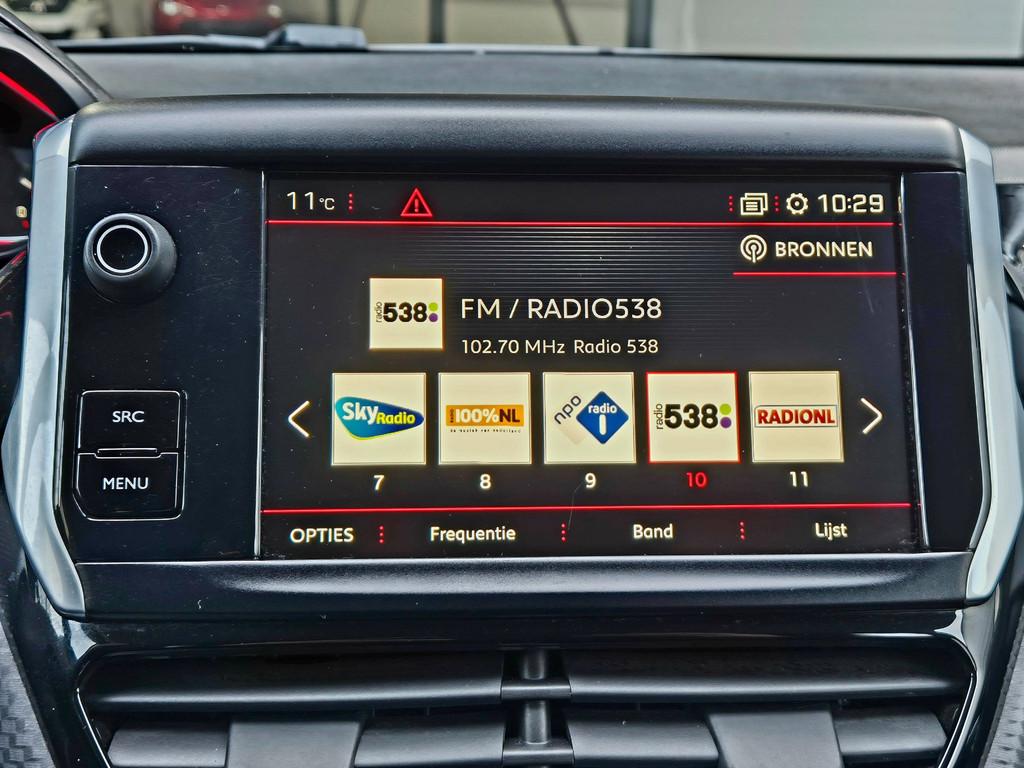 11°C 10:29
BRONNEN
radio 538 FM / RADIO538
102.70 MHz Radio 538
Sky Radio
100%NL
npo radio 1
radio 538
RADIONL
7 8 9 10 11
SRC
MENU
OPTIES Frequentie Band Lijst